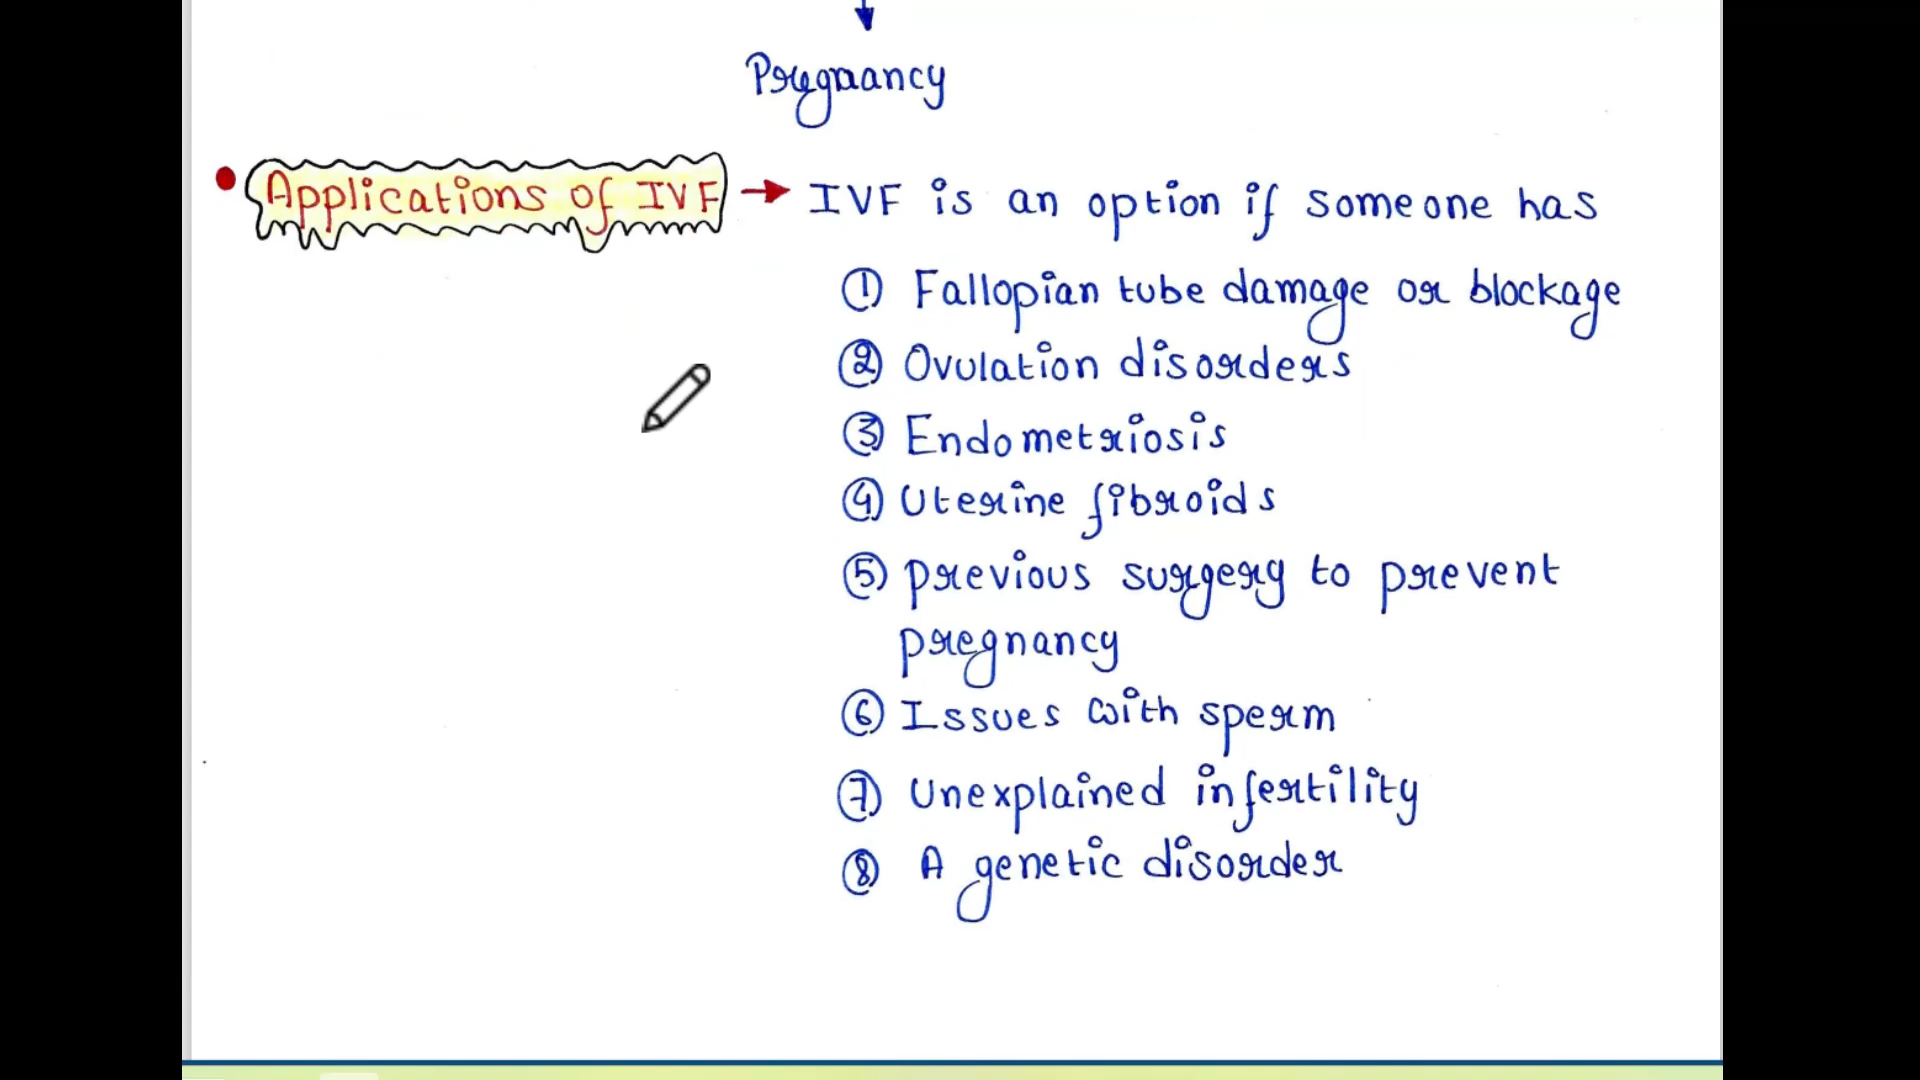 Pregnancy
• Applications of IVF → IVF is an option if someone has
① Fallopian tube damage or blockage
② Ovulation disorders
③ Endometriosis
④ Uterine fibroids
⑤ previous surgery to prevent
pregnancy
⑥ Issues with sperm
⑦ Unexplained infertility
⑧ A genetic disorder